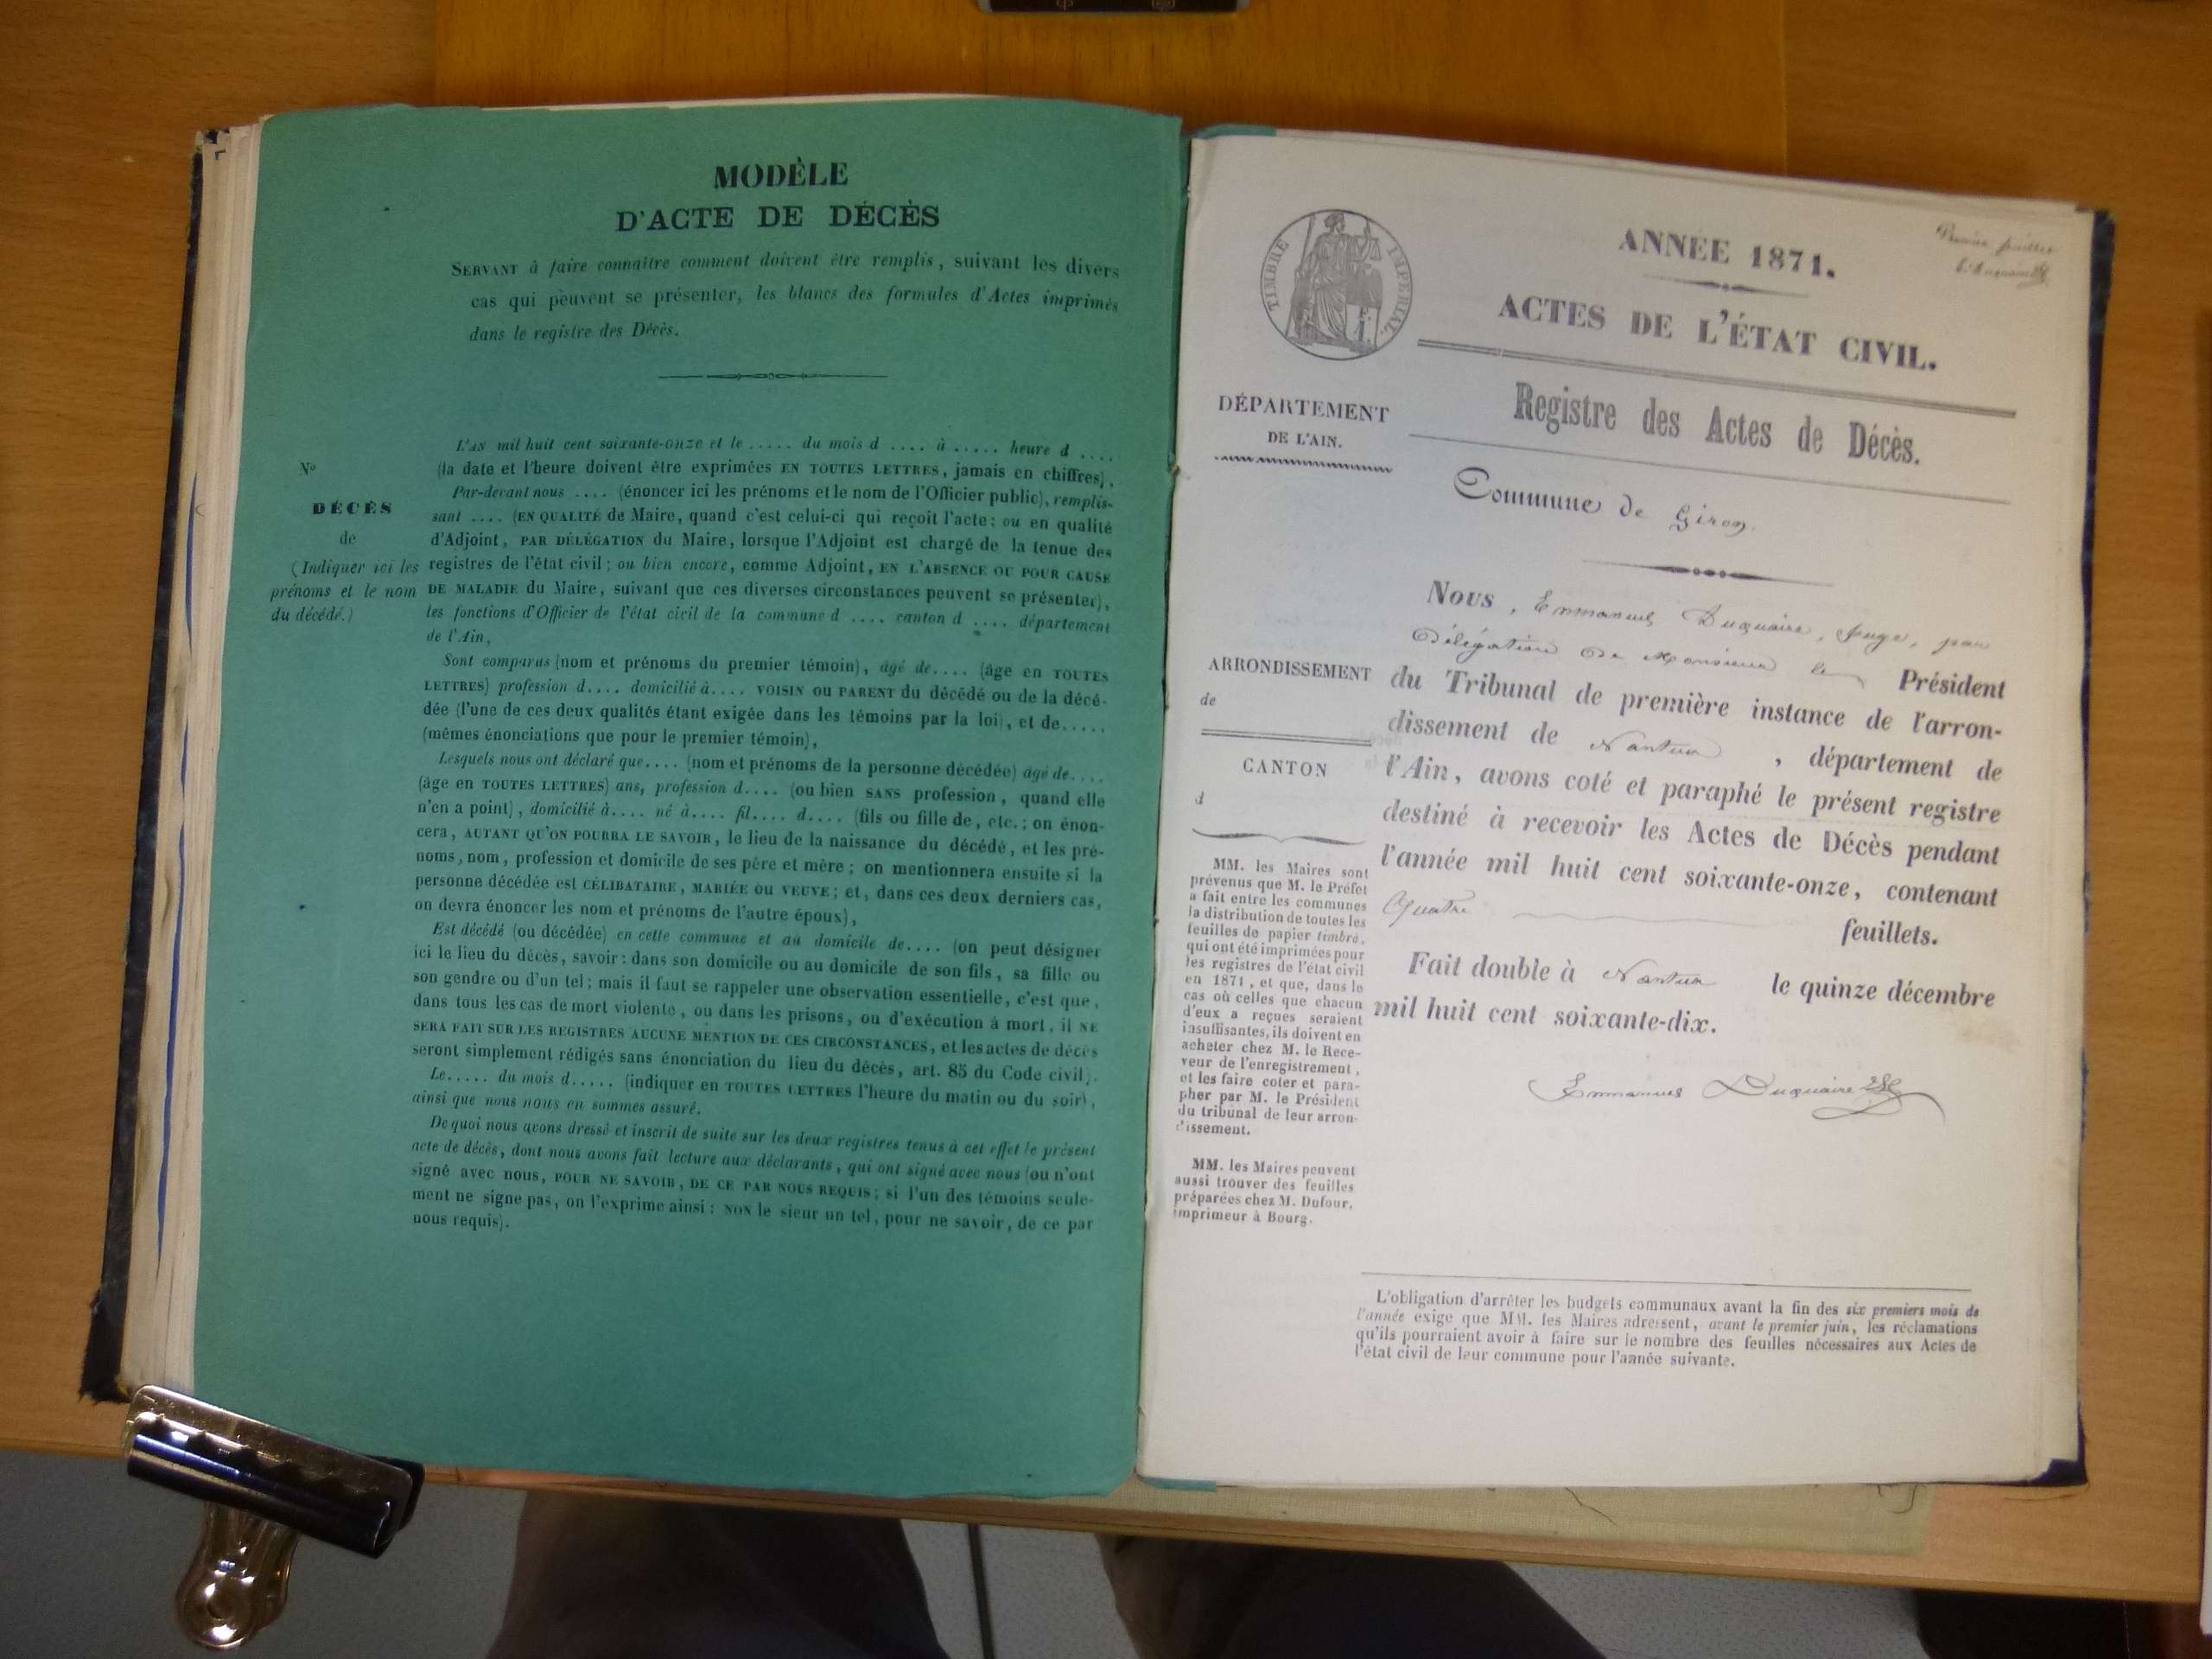 MODÈLE
D'ACTE DE DÉCÈS
SERVANT à faire connaître comment doivent être remplis, suivant les divers
cas qui peuvent se présenter, les blancs des formules d'Actes imprimés
dans le registre des Décès.
L'AN mil huit cent soixante-onze et le ..... du mois d .... à ..... heure d ....
(la date et l'heure doivent être exprimées EN TOUTES LETTRES, jamais en chiffres),
Par-devant nous .... (énoncer ici les prénoms et le nom de l'Officier public), remplis-
sant .... (EN QUALITÉ de Maire, quand c'est celui-ci qui reçoit l'acte; ou en qualité
d'Adjoint, PAR DÉLÉGATION du Maire, lorsque l'Adjoint est chargé de la tenue des
registres de l'état civil; ou bien encore, comme Adjoint, EN L'ABSENCE OU POUR CAUSE
DE MALADIE du Maire, suivant que ces diverses circonstances peuvent se présenter),
les fonctions d'Officier de l'état civil de la commune d .... canton d .... département
de l'Ain,
Sont comparus (nom et prénoms du premier témoin), âgé de.... (âge en TOUTES
LETTRES) profession d.... domicilié à.... VOISIN OU PARENT du décédé ou de la décé-
dée (l'une de ces deux qualités étant exigée dans les témoins par la loi), et de.....
(mêmes énonciations que pour le premier témoin),
Lesquels nous ont déclaré que.... (nom et prénoms de la personne décédée) âgé de....
(âge en TOUTES LETTRES) ans, profession d.... (ou bien SANS profession, quand elle
n'en a point), domicilié à.... né à.... fil.... d.... (fils ou fille de, etc.; on énon-
cera, AUTANT QU'ON POURRA LE SAVOIR, le lieu de la naissance du décédé, et les pré-
noms, nom, profession et domicile de ses père et mère; on mentionnera ensuite si la
personne décédée est CÉLIBATAIRE, MARIÉE OU VEUVE; et, dans ces deux derniers cas,
on devra énoncer les nom et prénoms de l'autre époux),
Est décédé (ou décédée) en cette commune et au domicile de.... (on peut désigner
ici le lieu du décès, savoir: dans son domicile ou au domicile de son fils, sa fille ou
son gendre ou d'un tel; mais il faut se rappeler une observation essentielle, c'est que,
dans tous les cas de mort violente, ou dans les prisons, ou d'exécution à mort, il NE
SERA FAIT SUR LES REGISTRES AUCUNE MENTION DE CES CIRCONSTANCES, et les actes de décès
seront simplement rédigés sans énonciation du lieu du décès, art. 85 du Code civil).
Le..... du mois d..... (indiquer en TOUTES LETTRES l'heure du matin ou du soir),
ainsi que nous nous en sommes assuré.
De quoi nous avons dressé et inscrit de suite sur les deux registres tenus à cet effet le présent
acte de décès, dont nous avons fait lecture aux déclarants, qui ont signé avec nous (ou n'ont
signé avec nous, POUR NE SAVOIR, DE CE PAR NOUS REQUIS; si l'un des témoins seule-
ment ne signe pas, on l'exprime ainsi: NON le sieur un tel, pour ne savoir, de ce par
nous requis).
No
DÉCÈS
de
(Indiquer ici les
prénoms et le nom
du décédé.)
TIMBRE IMPÉRIAL
ANNÉE 1871.
Premier feuillet
ACTES DE L'ÉTAT CIVIL.
Registre des Actes de Décès.
DÉPARTEMENT
DE L'AIN.
Commune de Giron.
Nous, Emmanuel Duquaire, Juge, par
Délégation de Monsieur le Président
du Tribunal de première instance de l'arron-
dissement de Nantua, département de
l'Ain, avons coté et paraphé le présent registre
destiné à recevoir les Actes de Décès pendant
l'année mil huit cent soixante-onze, contenant
Quatre feuillets.
Fait double à Nantua le quinze décembre
mil huit cent soixante-dix.
Emmanuel Duquaire
ARRONDISSEMENT
de
CANTON
d
MM. les Maires sont
prévenus que M. le Préfet
a fait entre les communes
la distribution de toutes les
feuilles de papier timbré,
qui ont été imprimées pour
les registres de l'état civil
en 1871, et que, dans le
cas où celles que chacun
d'eux a reçues seraient
insuffisantes, ils doivent en
acheter chez M. le Rece-
veur de l'enregistrement,
et les faire coter et para-
pher par M. le Président
du tribunal de leur arron-
dissement.
MM. les Maires peuvent
aussi trouver des feuilles
préparées chez M. Dufour,
imprimeur à Bourg.
L'obligation d'arrêter les budgets communaux avant la fin des six premiers mois de
l'année exige que MM. les Maires adressent, avant le premier juin, les réclamations
qu'ils pourraient avoir à faire sur le nombre des feuilles nécessaires aux Actes de
l'état civil de leur commune pour l'année suivante.